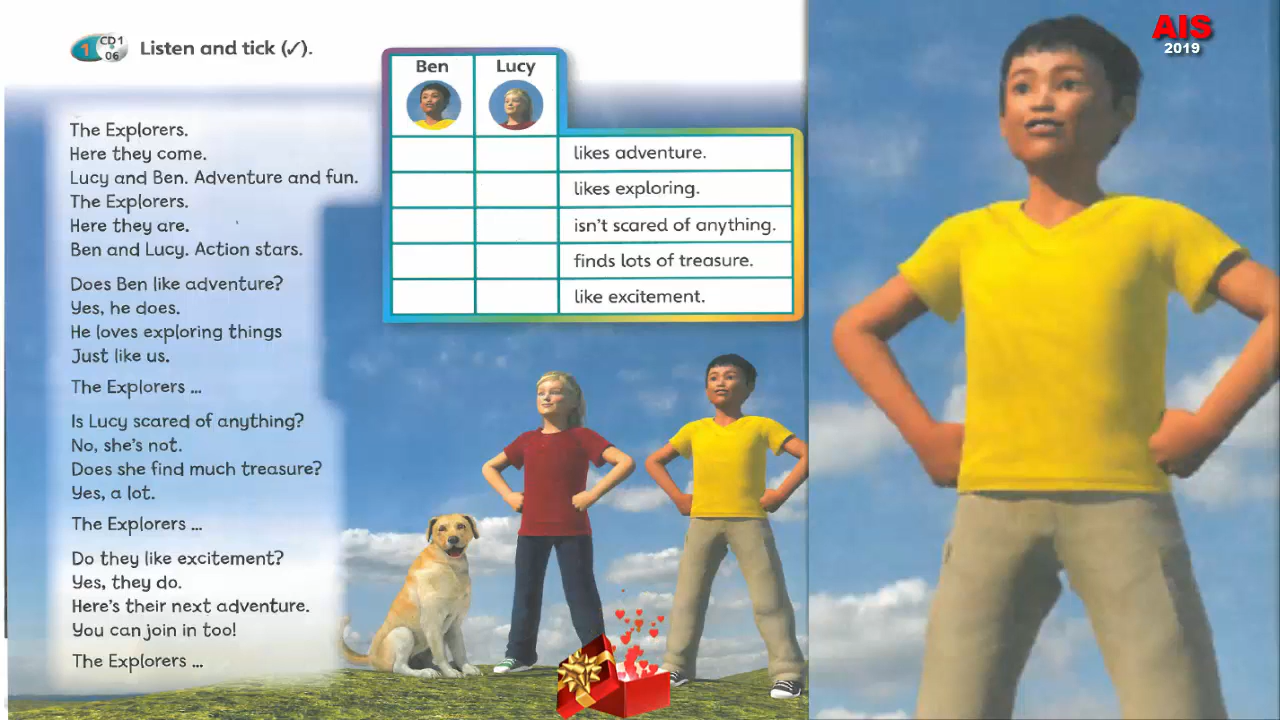 1 CD1 06 Listen and tick (✓).
The Explorers.
Here they come.
Lucy and Ben. Adventure and fun.
The Explorers.
Here they are.
Ben and Lucy. Action stars.
Does Ben like adventure?
Yes, he does.
He loves exploring things
Just like us.
The Explorers ...
Is Lucy scared of anything?
No, she's not.
Does she find much treasure?
Yes, a lot.
The Explorers ...
Do they like excitement?
Yes, they do.
Here's their next adventure.
You can join in too!
The Explorers ...
Ben Lucy
likes adventure.
likes exploring.
isn't scared of anything.
finds lots of treasure.
like excitement.
AIS
2019